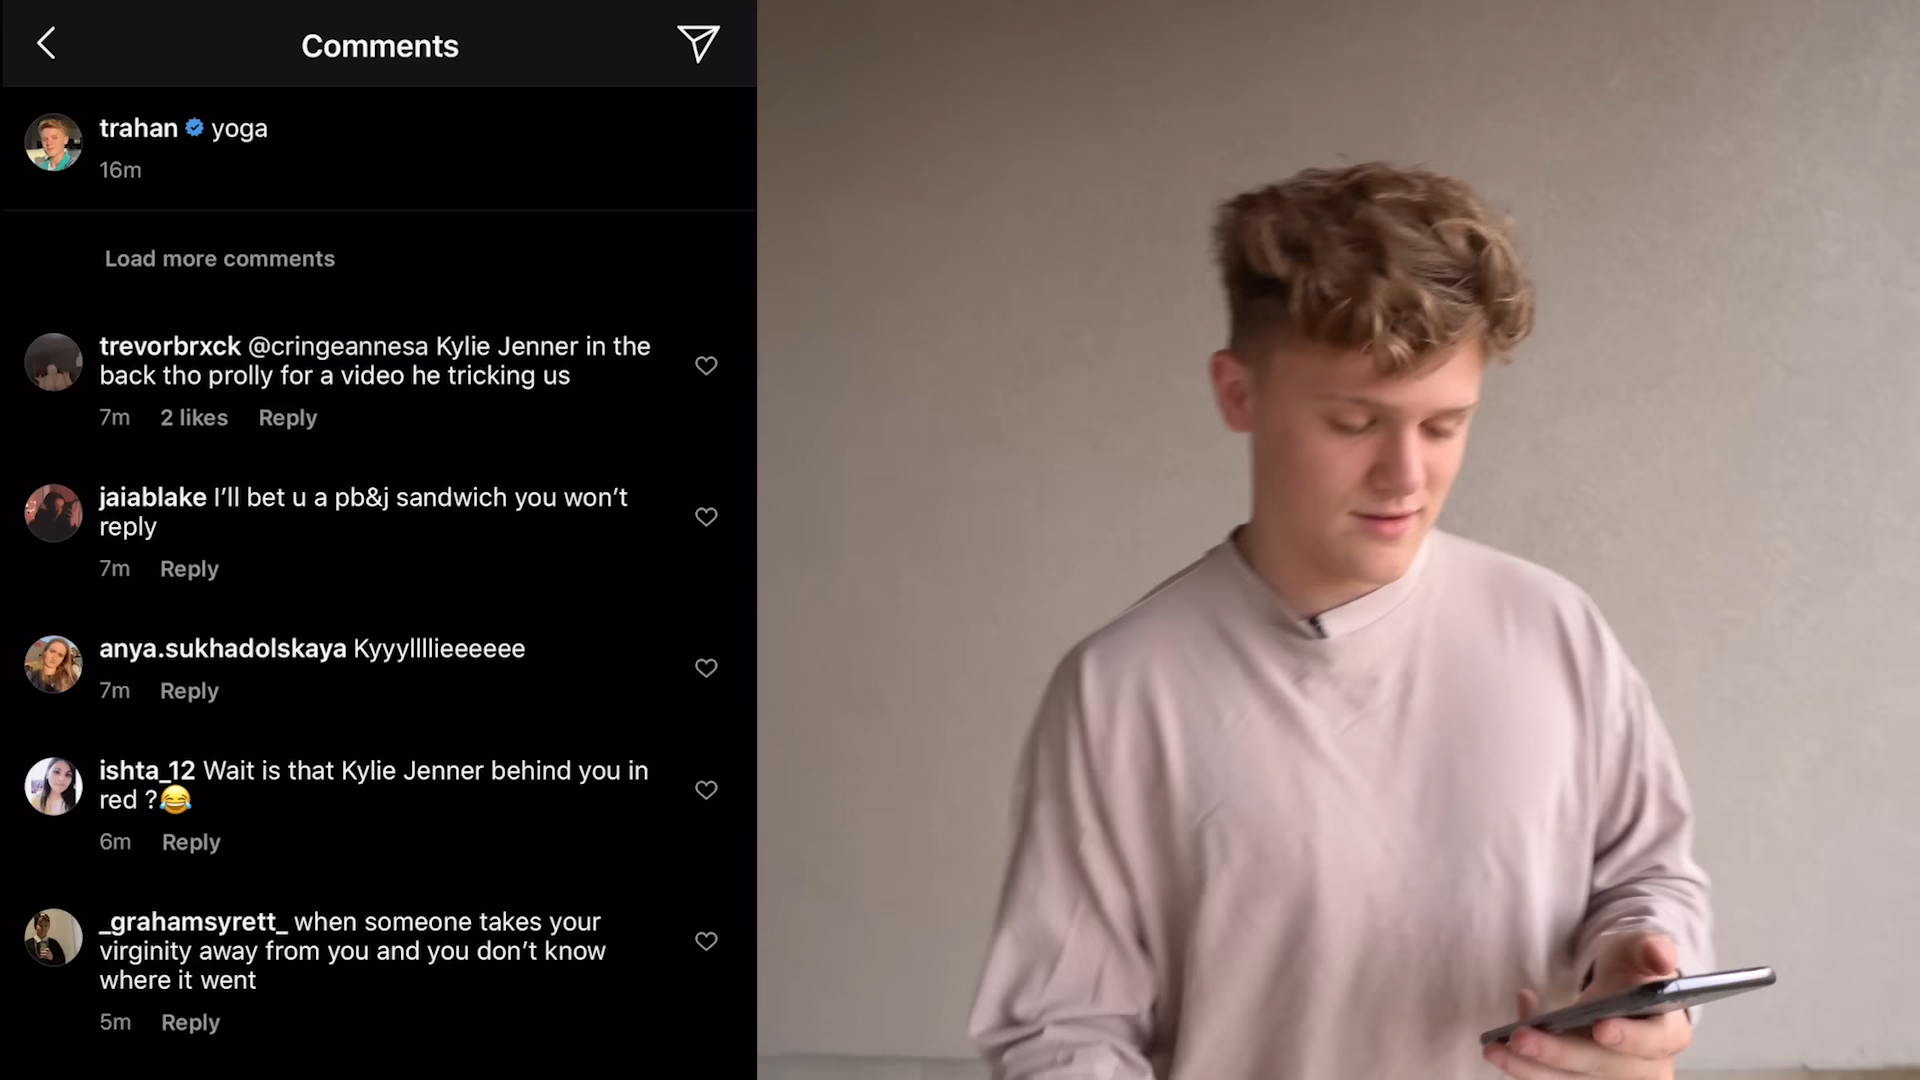 Comments
trahan yoga
16m
Load more comments
trevorbrxck @cringeannesa Kylie Jenner in the
back tho prolly for a video he tricking us
7m 2 likes Reply
jaiablake I’ll bet u a pb&j sandwich you won’t
reply
7m Reply
anya.sukhadolskaya Kyyyllllieeeeee
7m Reply
ishta_12 Wait is that Kylie Jenner behind you in
red ?😂
6m Reply
_grahamsyrett_ when someone takes your
virginity away from you and you don’t know
where it went
5m Reply